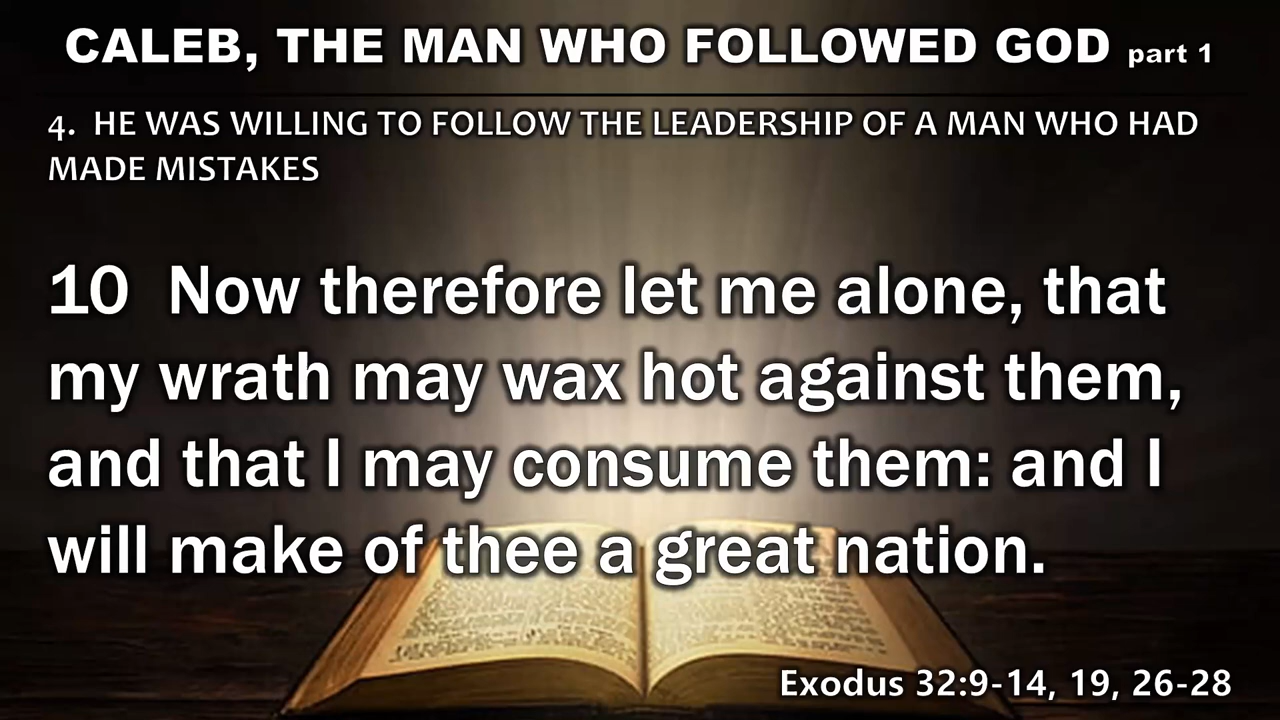 CALEB, THE MAN WHO FOLLOWED GOD part 1
4. HE WAS WILLING TO FOLLOW THE LEADERSHIP OF A MAN WHO HAD
MADE MISTAKES
10 Now therefore let me alone, that
my wrath may wax hot against them,
and that I may consume them: and I
will make of thee a great nation.
Exodus 32:9-14, 19, 26-28